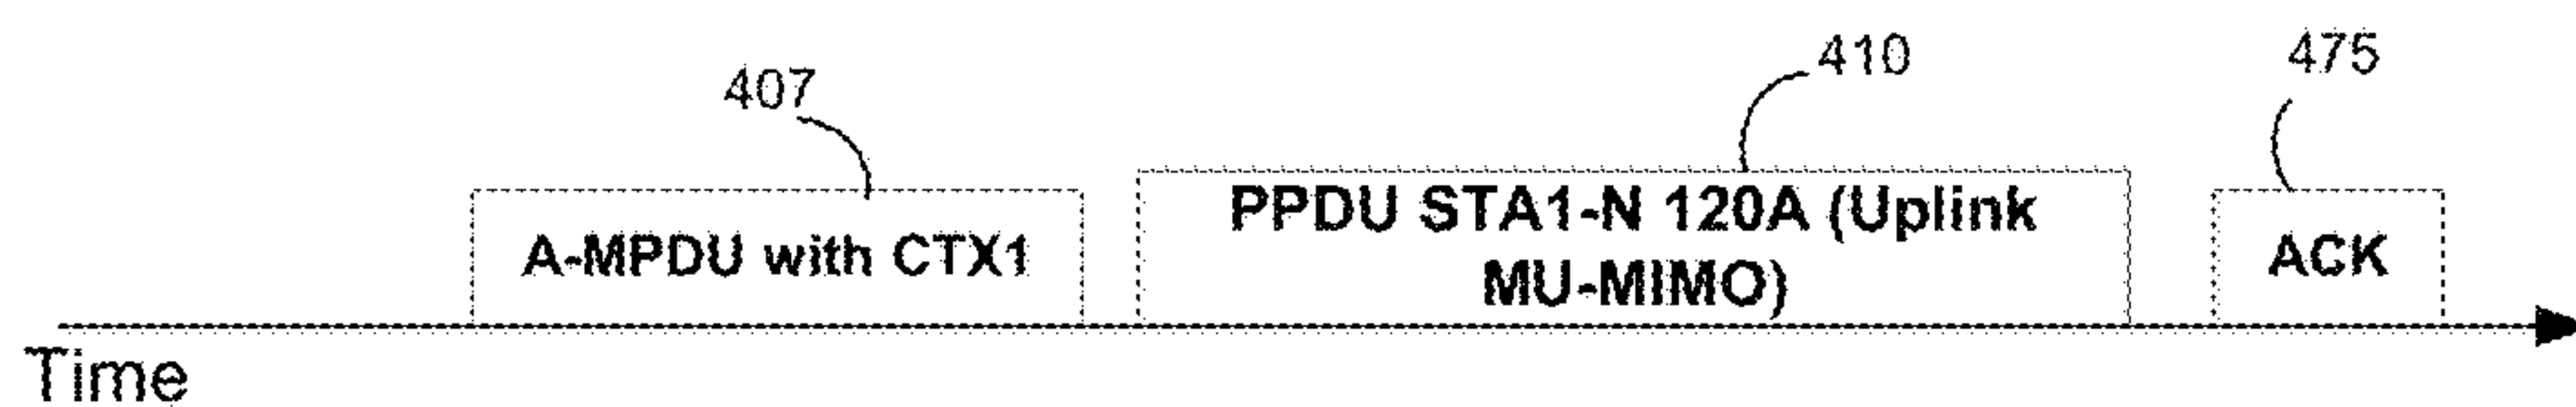 407
410
475
A-MPDU with CTX1
PPDU STA1-N 120A (Uplink
MU-MIMO)
ACK
Time